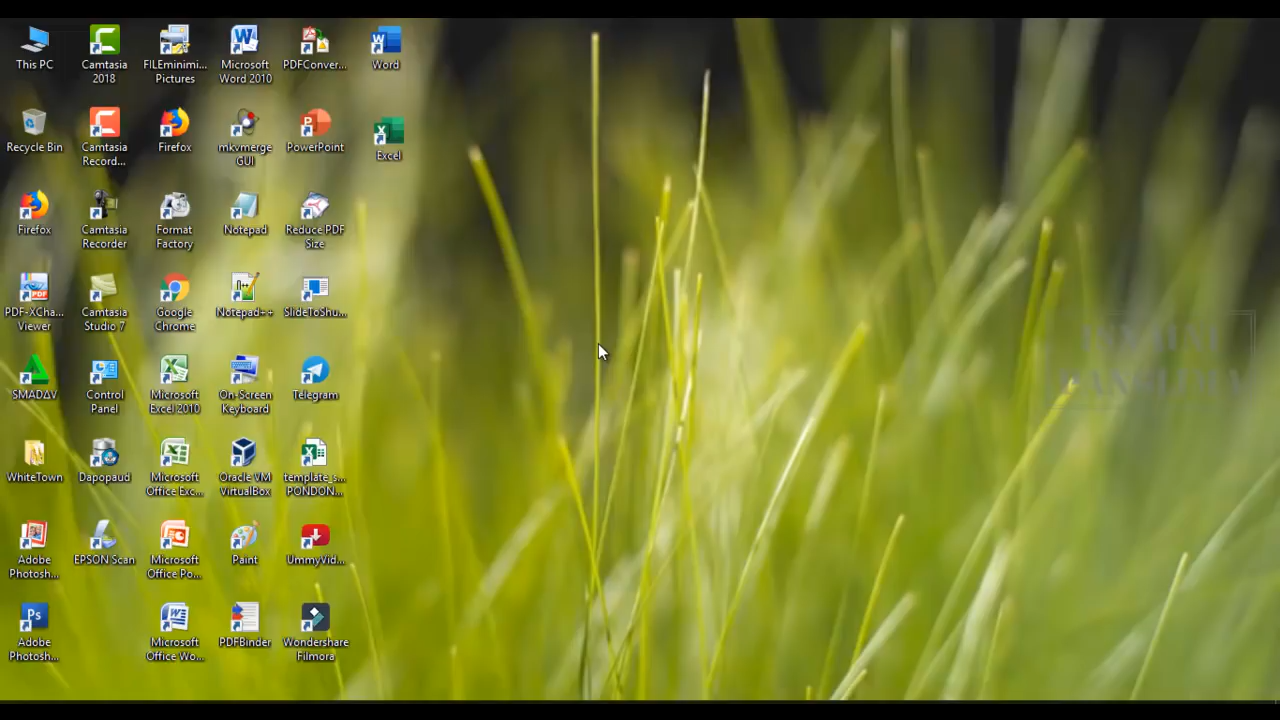 This PC
Camtasia
2018
FILEminimi...
Pictures
Microsoft
Word 2010
PDFConver...
Word
Recycle Bin
Camtasia
Record...
Firefox
mkvmerge
GUI
PowerPoint
Excel
Firefox
Camtasia
Recorder
Format
Factory
Notepad
Reduce PDF
Size
PDF-XCha...
Viewer
Camtasia
Studio 7
Google
Chrome
Notepad++
SlideToShu...
SMADΔV
Control
Panel
Microsoft
Excel 2010
On-Screen
Keyboard
Telegram
WhiteTown
Dapopaud
Microsoft
Office Exc...
Oracle VM
VirtualBox
template_s...
PONDON...
Adobe
Photosh...
EPSON Scan
Microsoft
Office Po...
Paint
UmmyVid...
Adobe
Photosh...
Microsoft
Office Wo...
PDFBinder
Wondershare
Filmora